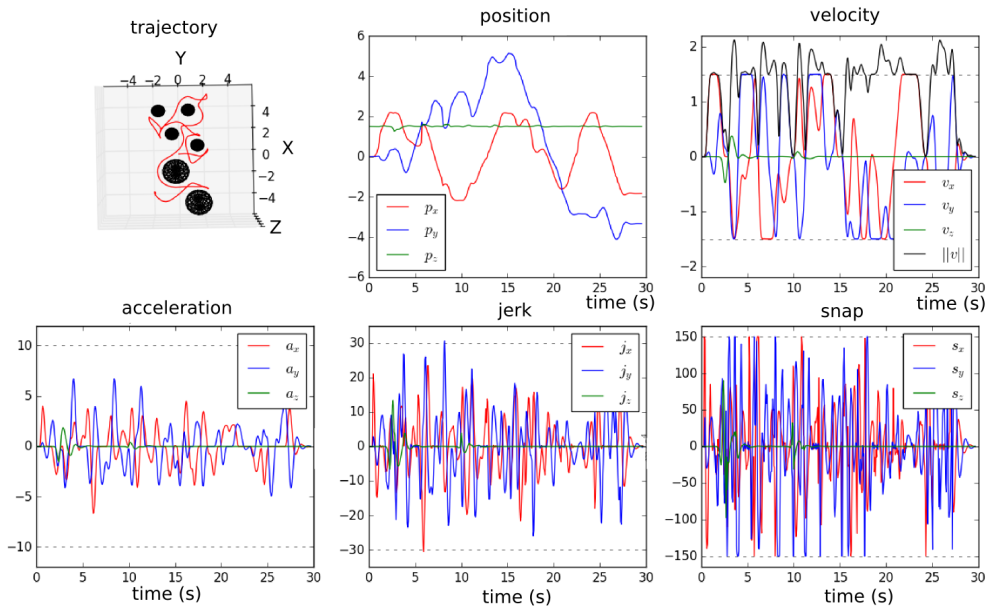 trajectory
Y
−4 −2 0 2 4
4
2
0
−2
−4
X
Z
position
6
4
2
0
−2
−4
−6
p_x
p_y
p_z
0 5 10 15 20 25 30
time (s)
velocity
2
1
0
−1
−2
v_x
v_y
v_z
||v||
0 5 10 15 20 25 30
time (s)
acceleration
10
5
0
−5
−10
a_x
a_y
a_z
0 5 10 15 20 25 30
time (s)
jerk
30
20
10
0
−10
−20
−30
j_x
j_y
j_z
0 5 10 15 20 25 30
time (s)
snap
150
100
50
0
−50
−100
−150
s_x
s_y
s_z
0 5 10 15 20 25 30
time (s)